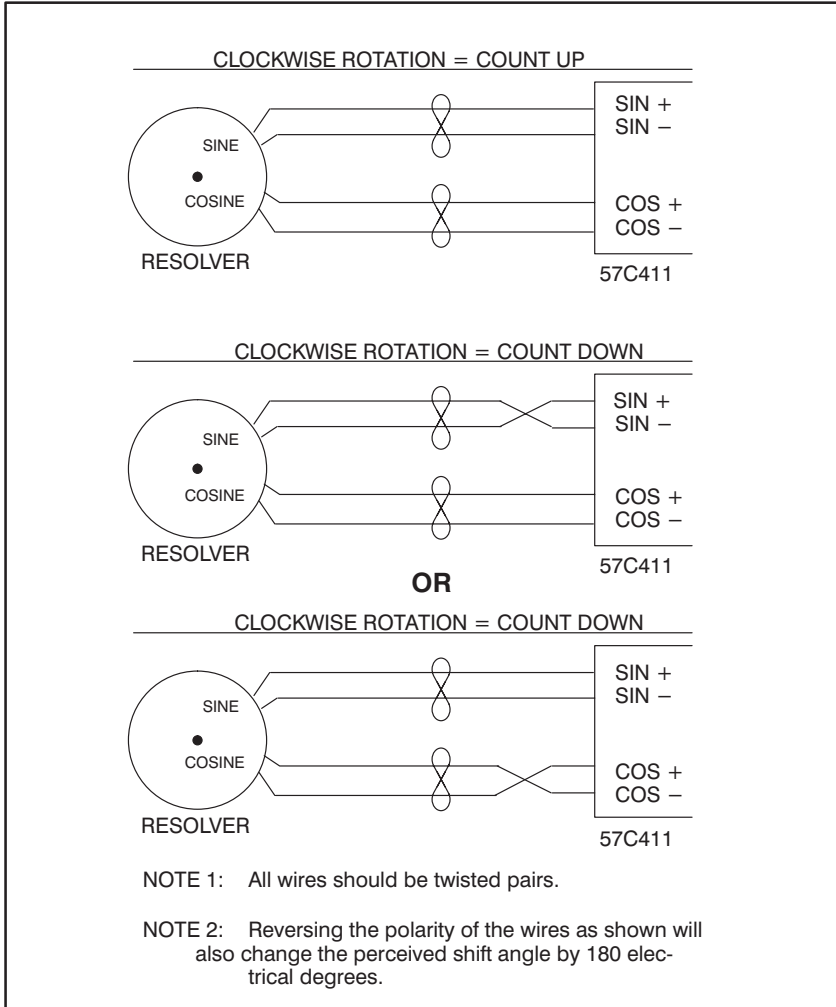 CLOCKWISE ROTATION = COUNT UP
SINE
COSINE
RESOLVER
SIN +
SIN −
COS +
COS −
57C411
CLOCKWISE ROTATION = COUNT DOWN
SINE
COSINE
RESOLVER
SIN +
SIN −
COS +
COS −
57C411
OR
CLOCKWISE ROTATION = COUNT DOWN
SINE
COSINE
RESOLVER
SIN +
SIN −
COS +
COS −
57C411
NOTE 1: All wires should be twisted pairs.
NOTE 2: Reversing the polarity of the wires as shown will
also change the perceived shift angle by 180 elec-
trical degrees.